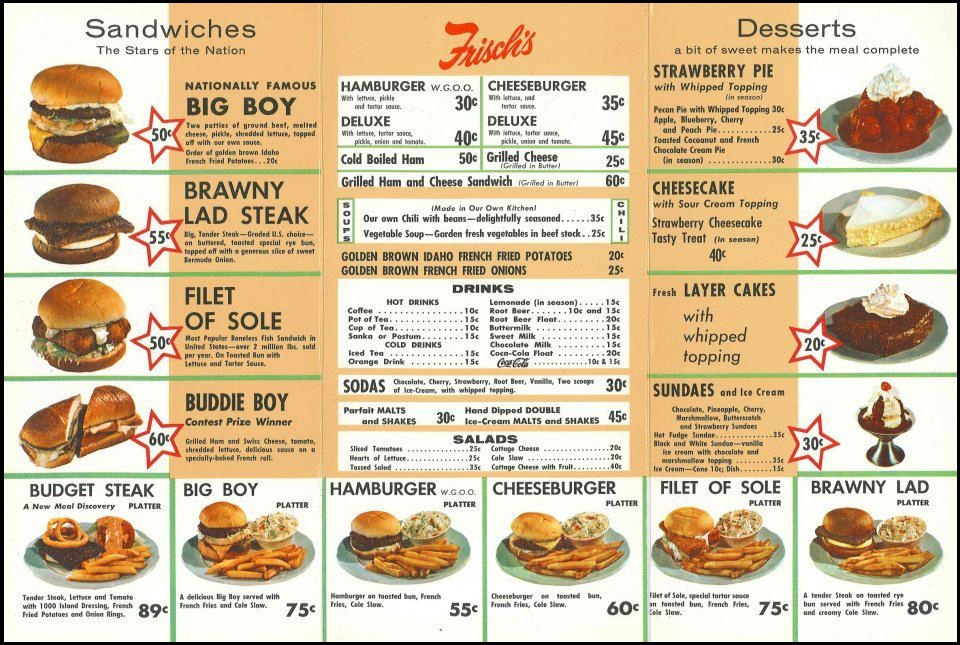 Sandwiches
The Stars of the Nation
NATIONALLY FAMOUS
BIG BOY
50¢
Two patties of ground beef, melted
cheese, pickle, shredded lettuce, topped
off with our own sauce.
Order of golden brown Idaho
French Fried Potatoes...20c
BRAWNY
LAD STEAK
55¢
Big, Tender Steak—Graded U.S. choice—
on buttered, toasted special rye bun,
topped off with a generous slice of sweet
Bermuda Onion.
FILET
OF SOLE
50¢
Most Popular Boneless Fish Sandwich in
United States—over 2 million lbs. sold
per year. On Toasted Bun with
Lettuce and Tartar Sauce.
BUDDIE BOY
Contest Prize Winner
60¢
Grilled Ham and Swiss Cheese, tomato,
shredded lettuce, delicious sauce on a
specially-baked French roll.
Frisch's
HAMBURGER W.G.O.O.
With lettuce, pickle
and tartar sauce. 30¢
DELUXE
With lettuce, tartar sauce,
pickle, onion and tomato. 40¢
CHEESEBURGER
With lettuce, and
tartar sauce. 35¢
DELUXE
With lettuce, tartar sauce,
pickle, onion and tomato. 45¢
Cold Boiled Ham 50¢
Grilled Cheese 25¢
(Grilled in Butter)
Grilled Ham and Cheese Sandwich (Grilled in Butter) 60¢
SOUPS
CHILI
(Made in Our Own Kitchen)
Our own Chili with beans—delightfully seasoned......35c
Vegetable Soup—Garden fresh vegetables in beef stock..25c
GOLDEN BROWN IDAHO FRENCH FRIED POTATOES 20¢
GOLDEN BROWN FRENCH FRIED ONIONS 25¢
DRINKS
HOT DRINKS
Coffee 10c
Pot of Tea 15c
Cup of Tea 10c
Sanka or Postum 15c
COLD DRINKS
Iced Tea 15c
Orange Drink 15c
Lemonade (in season) 15c
Root Beer 10c and 15c
Root Beer Float 20c
Buttermilk 15c
Sweet Milk 15c
Chocolate Milk 15c
Coca-Cola Float 20c
Coca-Cola 10c & 15c
SODAS Chocolate, Cherry, Strawberry, Root Beer, Vanilla, Two scoops
of Ice-Cream, with whipped topping. 30¢
Parfait MALTS
and SHAKES 30¢
Hand Dipped DOUBLE
Ice-Cream MALTS and SHAKES 45¢
SALADS
Sliced Tomatoes 25c
Hearts of Lettuce 25c
Tossed Salad 35c
Cottage Cheese 20c
Cole Slaw 20c
Cottage Cheese with Fruit 40c
Desserts
a bit of sweet makes the meal complete
STRAWBERRY PIE
with Whipped Topping
(in season)
35¢
Pecan Pie with Whipped Topping 30c
Apple, Blueberry, Cherry
and Peach Pie 25c
Toasted Cocoanut and French
Chocolate Cream Pie
(in season) 30c
CHEESECAKE
with Sour Cream Topping
25¢
Strawberry Cheesecake
Tasty Treat (in season)
40¢
Fresh LAYER CAKES
with
whipped
topping
20¢
SUNDAES and Ice Cream
30¢
Chocolate, Pineapple, Cherry,
Marshmallow, Butterscotch
and Strawberry Sundaes
Hot Fudge Sundae 35c
Black and White Sundae—vanilla
ice cream with chocolate and
marshmallow topping 35c
Ice Cream—Cone 10c; Dish 15c
BUDGET STEAK
A New Meal Discovery PLATTER
Tender Steak, Lettuce and Tomato
with 1000 Island Dressing, French
Fried Potatoes and Onion Rings. 89¢
BIG BOY
PLATTER
A delicious Big Boy served with
French Fries and Cole Slaw. 75¢
HAMBURGER W.G.O.O.
PLATTER
Hamburger on toasted bun, French
Fries, Cole Slaw. 55¢
CHEESEBURGER
PLATTER
Cheeseburger on toasted bun,
French Fries, Cole Slaw. 60¢
FILET OF SOLE
PLATTER
Filet of Sole, special tartar sauce
on toasted bun, French Fries,
Cole Slaw. 75¢
BRAWNY LAD
PLATTER
A tender Steak on toasted rye
bun served with French Fries
and creamy Cole Slaw. 80¢